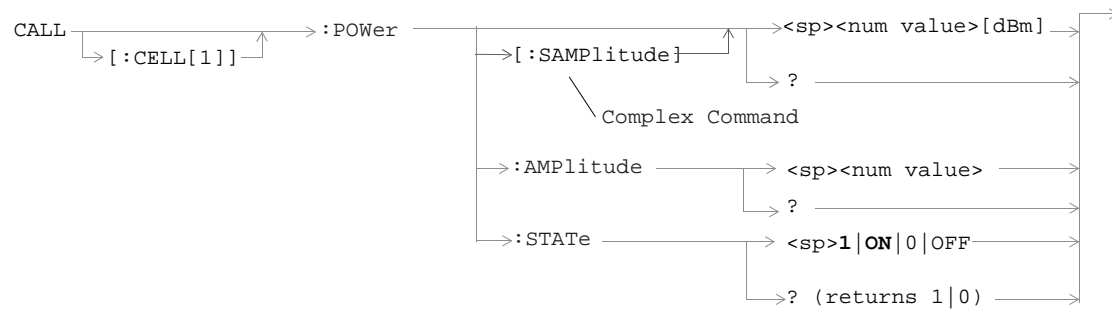 CALL :POWer <sp><num value>[dBm]
[:CELL[1]] [:SAMPlitude]
?
Complex Command
:AMPlitude <sp><num value>
?
:STATe <sp>1|ON|0|OFF
? (returns 1|0)